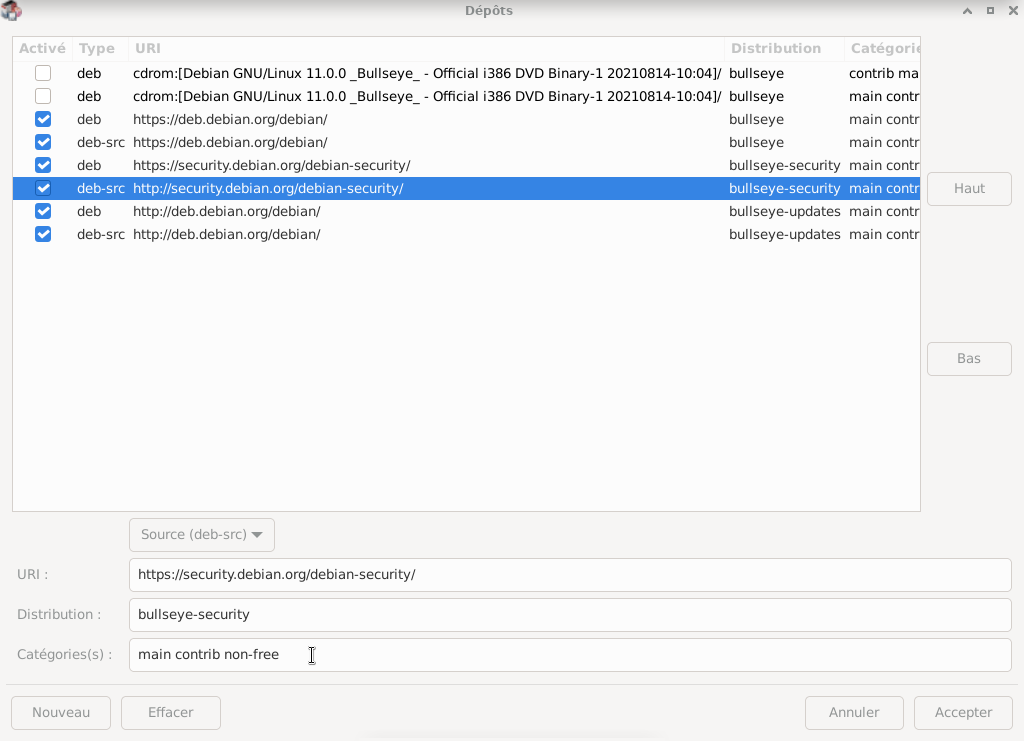 Dépôts
Activé Type URI Distribution Catégorie
deb cdrom:[Debian GNU/Linux 11.0.0 _Bullseye_ - Official i386 DVD Binary-1 20210814-10:04]/ bullseye contrib ma
deb cdrom:[Debian GNU/Linux 11.0.0 _Bullseye_ - Official i386 DVD Binary-1 20210814-10:04]/ bullseye main contr
deb https://deb.debian.org/debian/ bullseye main contr
deb-src https://deb.debian.org/debian/ bullseye main contr
deb https://security.debian.org/debian-security/ bullseye-security main contr
deb-src http://security.debian.org/debian-security/ bullseye-security main contr
deb http://deb.debian.org/debian/ bullseye-updates main contr
deb-src http://deb.debian.org/debian/ bullseye-updates main contr
Haut
Bas
Source (deb-src)
URI : https://security.debian.org/debian-security/
Distribution : bullseye-security
Catégories(s) : main contrib non-free
Nouveau Effacer Annuler Accepter